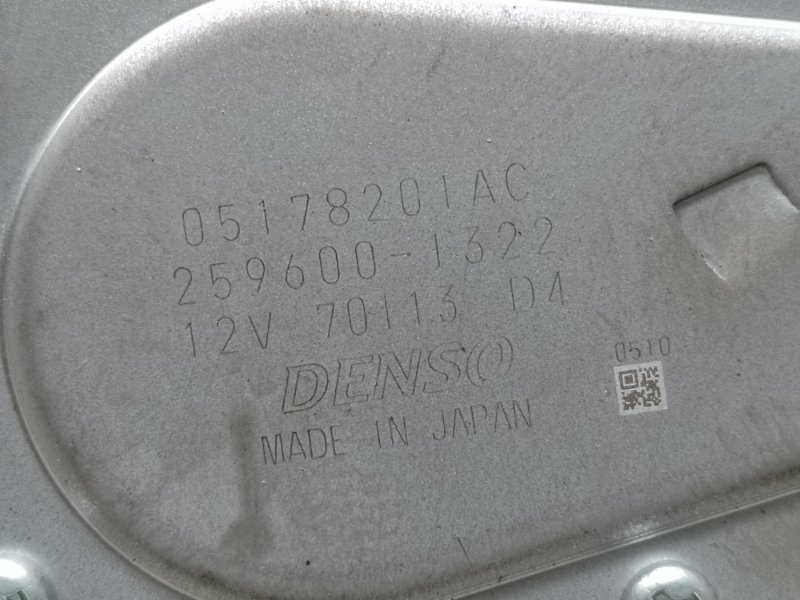 05178201AC
259600-1322
12V 70113 D4
DENSO
0510
MADE IN JAPAN